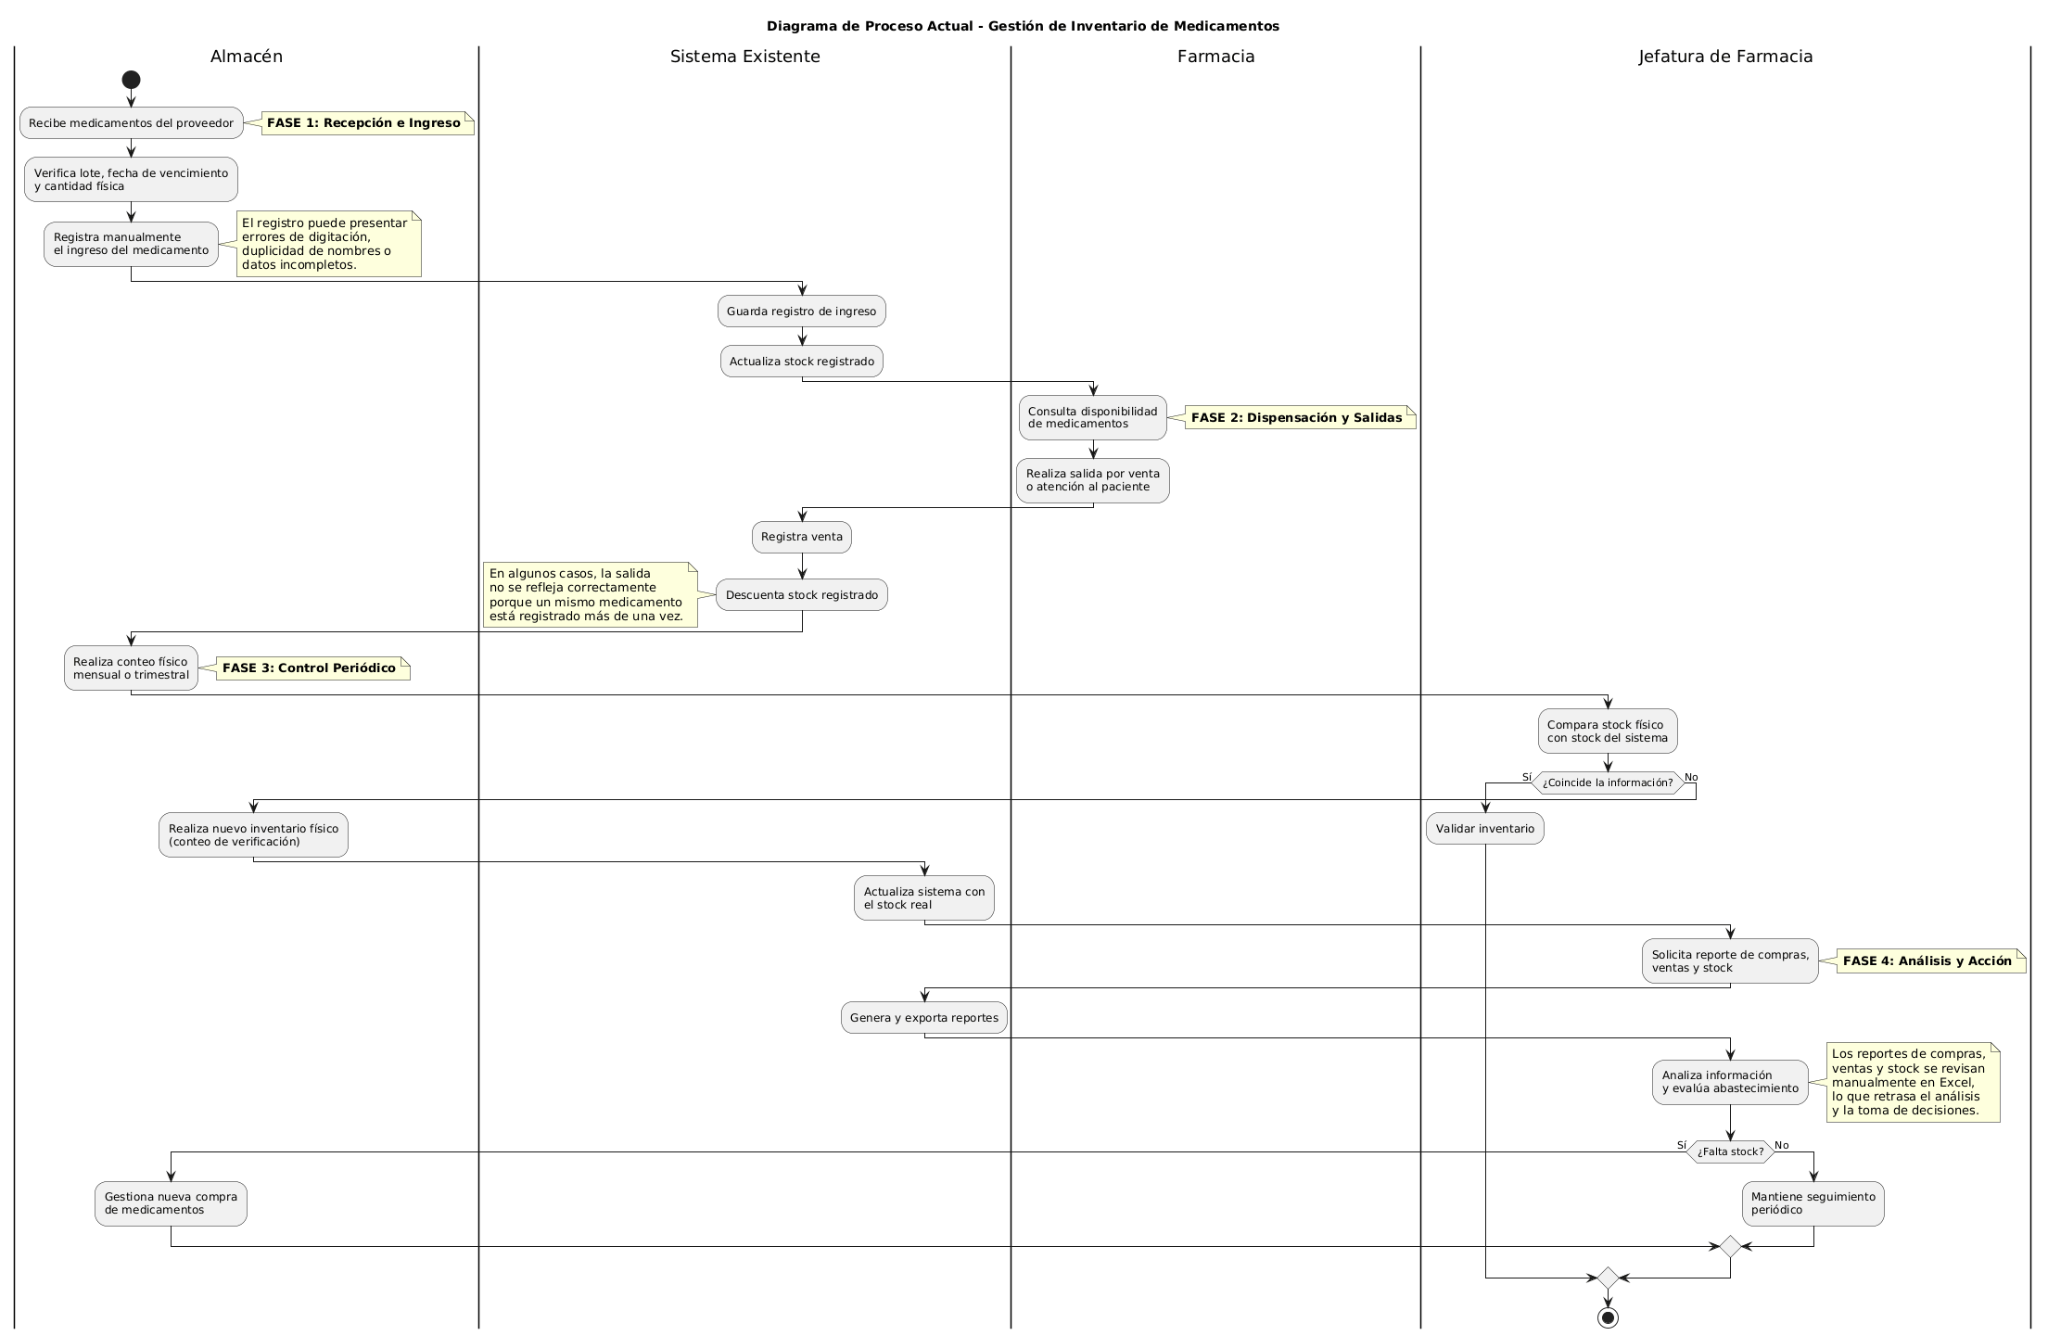 Diagrama de Proceso Actual - Gestión de Inventario de Medicamentos
Almacén
Sistema Existente
Farmacia
Jefatura de Farmacia
Recibe medicamentos del proveedor
FASE 1: Recepción e Ingreso
Verifica lote, fecha de vencimiento
y cantidad física
Registra manualmente
el ingreso del medicamento
El registro puede presentar
errores de digitación,
duplicidad de nombres o
datos incompletos.
Guarda registro de ingreso
Actualiza stock registrado
Consulta disponibilidad
de medicamentos
FASE 2: Dispensación y Salidas
Realiza salida por venta
o atención al paciente
Registra venta
En algunos casos, la salida
no se refleja correctamente
porque un mismo medicamento
está registrado más de una vez.
Descuenta stock registrado
Realiza conteo físico
mensual o trimestral
FASE 3: Control Periódico
Compara stock físico
con stock del sistema
Sí
¿Coincide la información?
No
Realiza nuevo inventario físico
(conteo de verificación)
Validar inventario
Actualiza sistema con
el stock real
Solicita reporte de compras,
ventas y stock
FASE 4: Análisis y Acción
Genera y exporta reportes
Analiza información
y evalúa abastecimiento
Los reportes de compras,
ventas y stock se revisan
manualmente en Excel,
lo que retrasa el análisis
y la toma de decisiones.
Sí
¿Falta stock?
No
Gestiona nueva compra
de medicamentos
Mantiene seguimiento
periódico